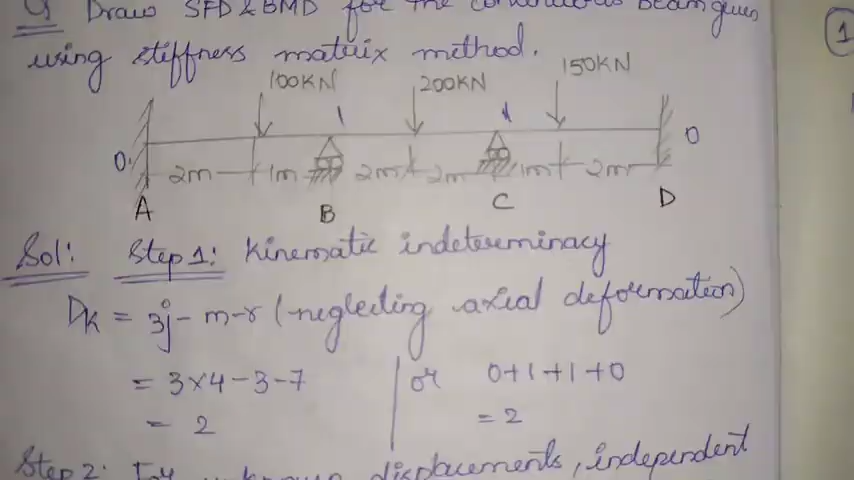 Q Draw SFD & BMD for the continuous beam given
using stiffness matrix method.
100KN 200KN 150KN
1 1
0 0
2m 1m 2m 2m 1m 2m
A B C D
Sol: Step 1: Kinematic indeterminacy
Dk = 3j - m - r (neglecting axial deformation)
= 3x4 - 3 - 7 or 0+1+1+0
= 2 = 2
Step 2: displacements, independent
1